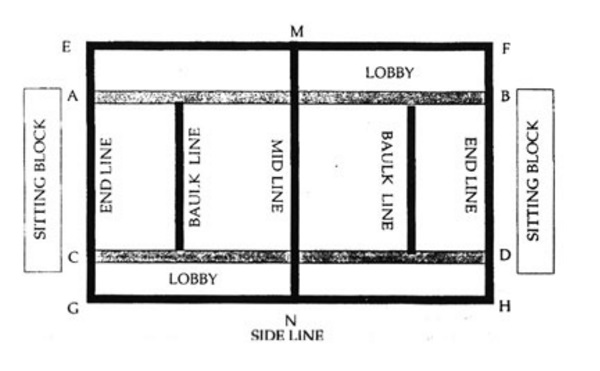 M
E
F
LOBBY
A
B
SITTING BLOCK
END LINE
BAULK LINE
MID LINE
BAULK LINE
END LINE
SITTING BLOCK
C
D
LOBBY
G
H
N
SIDE LINE